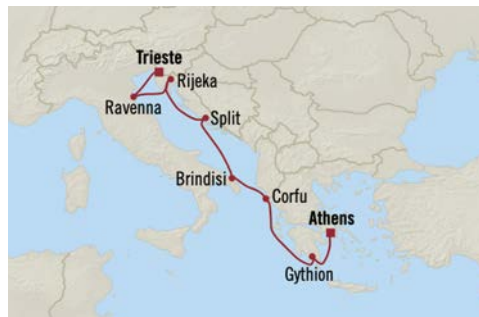 Trieste
Rijeka
Ravenna
Split
Brindisi
Corfu
Athens
Gythion